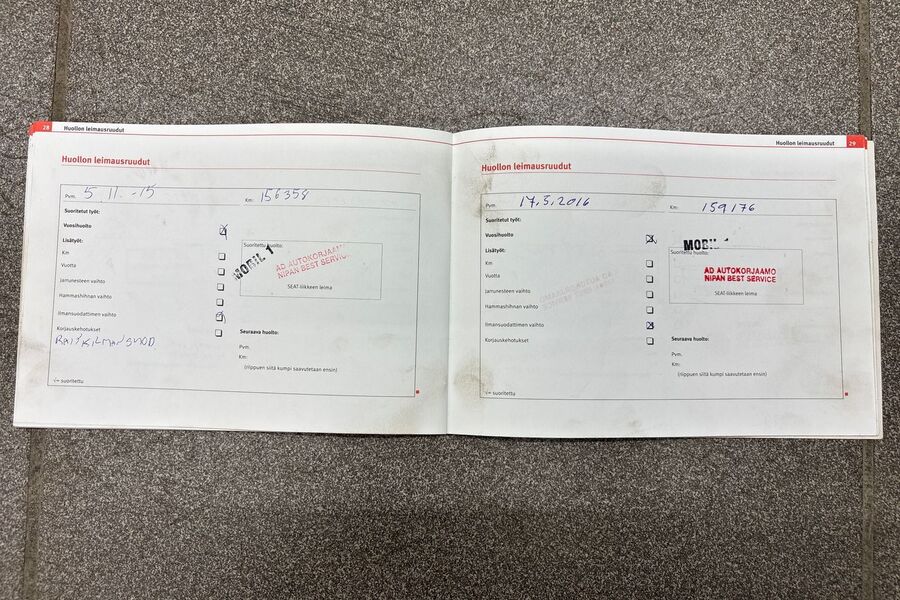 28 Huollon leimausruudut
Huollon leimausruudut
Pvm. 5.11.-15 Km: 156358
Suoritetut työt:
Vuosihuolto
Lisätyöt:
Km
Vuotta
Jarrunesteen vaihto
Hammashihnan vaihto
Ilmansuodattimen vaihto
Korjauskehotukset
RAITISILMANSUOD
√= suoritettu
Suoritettu huolto:
MOBIL 1
AD AUTOKORJAAMO
NIPAN BEST SERVICE
SEAT-liikkeen leima
Seuraava huolto:
Pvm.
Km:
(riippuen siitä kumpi saavutetaan ensin)
Huollon leimausruudut 29
Huollon leimausruudut
Pvm. 17.5.2016 Km: 159176
Suoritetut työt:
Vuosihuolto
Lisätyöt:
Km
Vuotta
Jarrunesteen vaihto
Hammashihnan vaihto
Ilmansuodattimen vaihto
Korjauskehotukset
√= suoritettu
MOBIL 1
Suoritettu huolto:
AD AUTOKORJAAMO
NIPAN BEST SERVICE
SEAT-liikkeen leima
Seuraava huolto:
Pvm.
Km:
(riippuen siitä kumpi saavutetaan ensin)